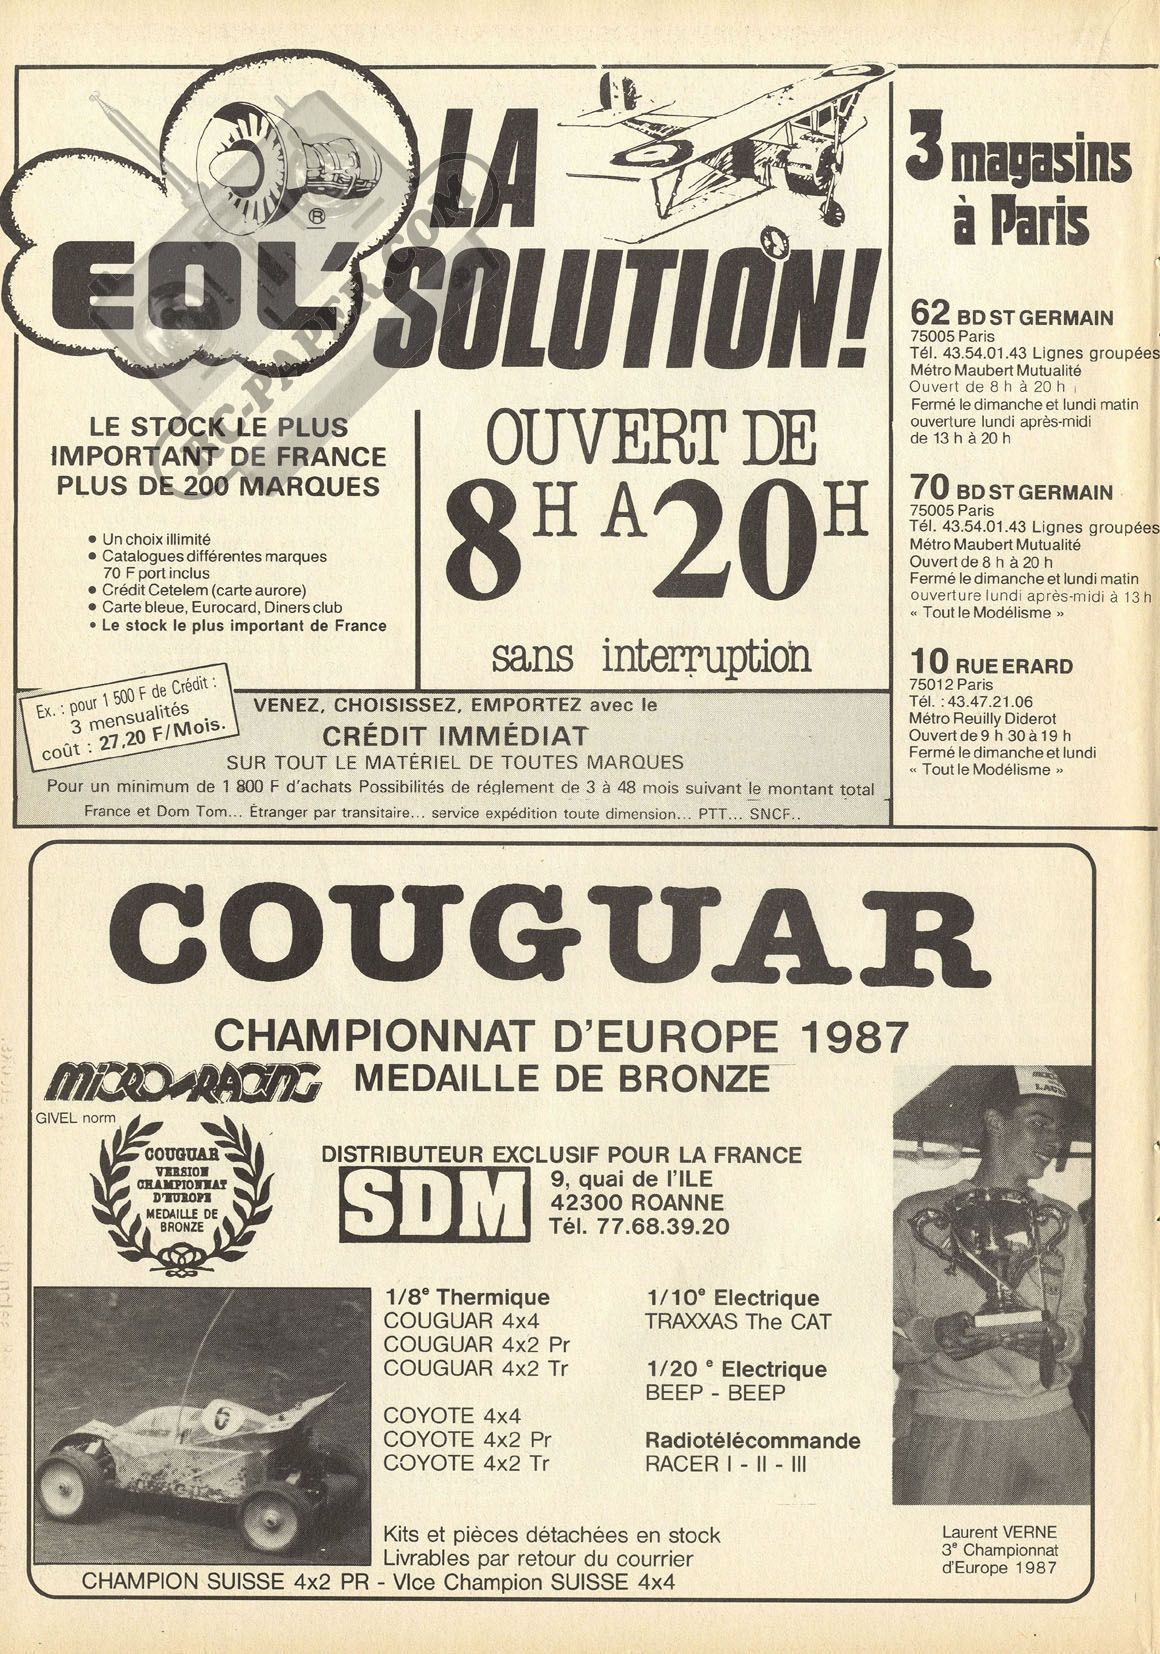 EOL'
®
LA
SOLUTION!
RC-PAPER.COM
LE STOCK LE PLUS
IMPORTANT DE FRANCE
PLUS DE 200 MARQUES
• Un choix illimité
• Catalogues différentes marques
70 F port inclus
• Crédit Cetelem (carte aurore)
• Carte bleue, Eurocard, Diners club
• Le stock le plus important de France
OUVERT DE
8H A 20H
sans interruption
Ex. : pour 1 500 F de Crédit :
3 mensualités
coût : 27,20 F/Mois.
VENEZ, CHOISISSEZ, EMPORTEZ avec le
CRÉDIT IMMÉDIAT
SUR TOUT LE MATÉRIEL DE TOUTES MARQUES
Pour un minimum de 1 800 F d'achats Possibilités de réglement de 3 à 48 mois suivant le montant total
France et Dom Tom... Étranger par transitaire... service expédition toute dimension... PTT... SNCF..
3 magasins
à Paris
62 BD ST GERMAIN
75005 Paris
Tél. 43.54.01.43 Lignes groupées
Métro Maubert Mutualité
Ouvert de 8 h à 20 h
Fermé le dimanche et lundi matin
ouverture lundi après-midi
de 13 h à 20 h
70 BD ST GERMAIN
75005 Paris
Tél. 43.54.01.43 Lignes groupées
Métro Maubert Mutualité
Ouvert de 8 h à 20 h
Fermé le dimanche et lundi matin
ouverture lundi après-midi à 13 h
« Tout le Modélisme »
10 RUE ERARD
75012 Paris
Tél. : 43.47.21.06
Métro Reuilly Diderot
Ouvert de 9 h 30 à 19 h
Fermé le dimanche et lundi
« Tout le Modélisme »
COUGUAR
CHAMPIONNAT D'EUROPE 1987
MICRO-RACING MEDAILLE DE BRONZE
GIVEL norm
COUGUAR
VERSION
CHAMPIONNAT
D'EUROPE
MEDAILLE DE
BRONZE
DISTRIBUTEUR EXCLUSIF POUR LA FRANCE
SDM
9, quai de l'ILE
42300 ROANNE
Tél. 77.68.39.20
1/8e Thermique
COUGUAR 4x4
COUGUAR 4x2 Pr
COUGUAR 4x2 Tr
COYOTE 4x4
COYOTE 4x2 Pr
COYOTE 4x2 Tr
1/10e Electrique
TRAXXAS The CAT
1/20 e Electrique
BEEP - BEEP
Radiotélécommande
RACER I - II - III
6
Kits et pièces détachées en stock
Livrables par retour du courrier
CHAMPION SUISSE 4x2 PR - VIce Champion SUISSE 4x4
Laurent VERNE
3e Championnat
d'Europe 1987